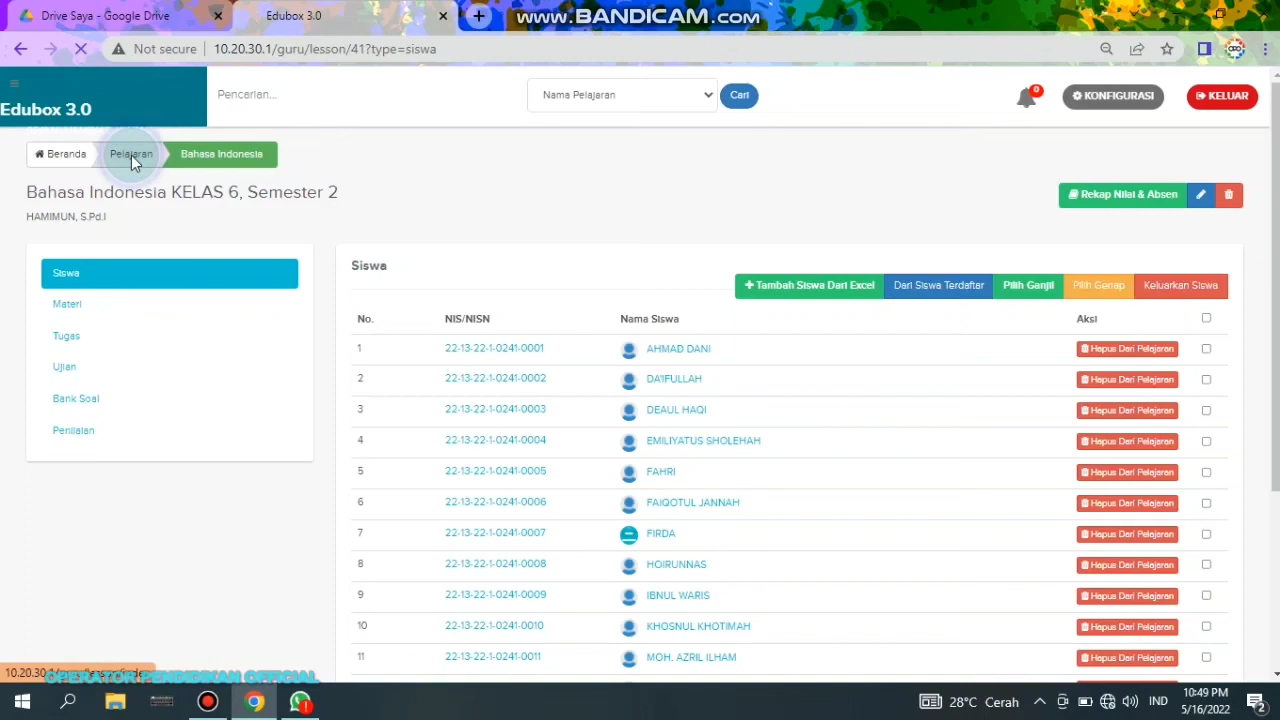 Drive Saya - Google Drive
Edubox 3.0
www.BANDICAM.com
Not secure
10.20.30.1/guru/lesson/41?type=siswa
Edubox 3.0
Pencarian...
Nama Pelajaran
Cari
0
KONFIGURASI
KELUAR
Beranda
Pelajaran
Bahasa Indonesia
Bahasa Indonesia KELAS 6, Semester 2
HAMIMUN, S.Pd.I
Rekap Nilai & Absen
Siswa
Materi
Tugas
Ujian
Bank Soal
Penilaian
Siswa
+ Tambah Siswa Dari Excel
Dari Siswa Terdaftar
Pilih Ganjil
Pilih Genap
Keluarkan Siswa
No. NIS/NISN Nama Siswa Aksi
1 22-13-22-1-0241-0001 AHMAD DANI Hapus Dari Pelajaran
2 22-13-22-1-0241-0002 DA'IFULLAH Hapus Dari Pelajaran
3 22-13-22-1-0241-0003 DEAUL HAQI Hapus Dari Pelajaran
4 22-13-22-1-0241-0004 EMILIYATUS SHOLEHAH Hapus Dari Pelajaran
5 22-13-22-1-0241-0005 FAHRI Hapus Dari Pelajaran
6 22-13-22-1-0241-0006 FAIQOTUL JANNAH Hapus Dari Pelajaran
7 22-13-22-1-0241-0007 FIRDA Hapus Dari Pelajaran
8 22-13-22-1-0241-0008 HOIRUNNAS Hapus Dari Pelajaran
9 22-13-22-1-0241-0009 IBNUL WARIS Hapus Dari Pelajaran
10 22-13-22-1-0241-0010 KHOSNUL KHOTIMAH Hapus Dari Pelajaran
11 22-13-22-1-0241-0011 MOH. AZRIL ILHAM Hapus Dari Pelajaran
OPERATOR PENDIDIKAN OFFICIAL
28°C Cerah
IND
10:49 PM
5/16/2022
2